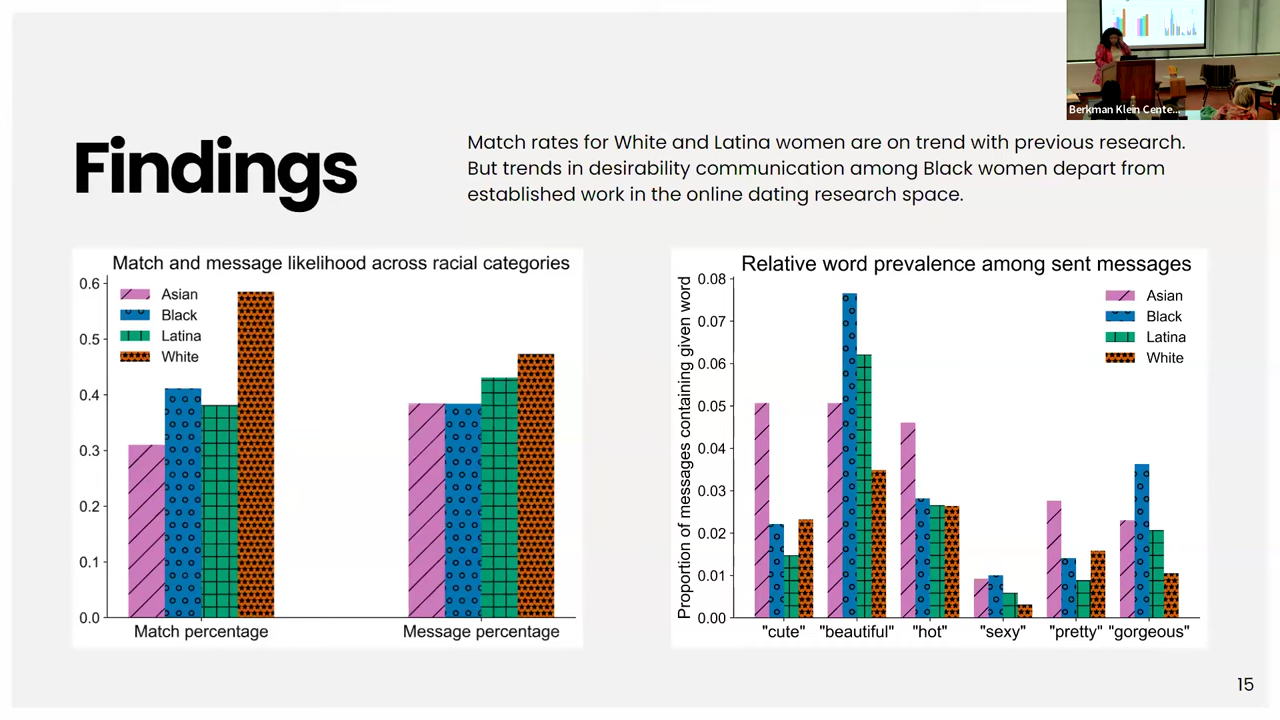 Berkman Klein Cente...
Findings
Match rates for White and Latina women are on trend with previous research.
But trends in desirability communication among Black women depart from
established work in the online dating research space.
Match and message likelihood across racial categories
0.6
0.5
0.4
0.3
0.2
0.1
0.0
Asian
Black
Latina
White
Match percentage
Message percentage
Relative word prevalence among sent messages
Proportion of messages containing given word
0.08
0.07
0.06
0.05
0.04
0.03
0.02
0.01
0.00
Asian
Black
Latina
White
"cute"
"beautiful"
"hot"
"sexy"
"pretty"
"gorgeous"
15